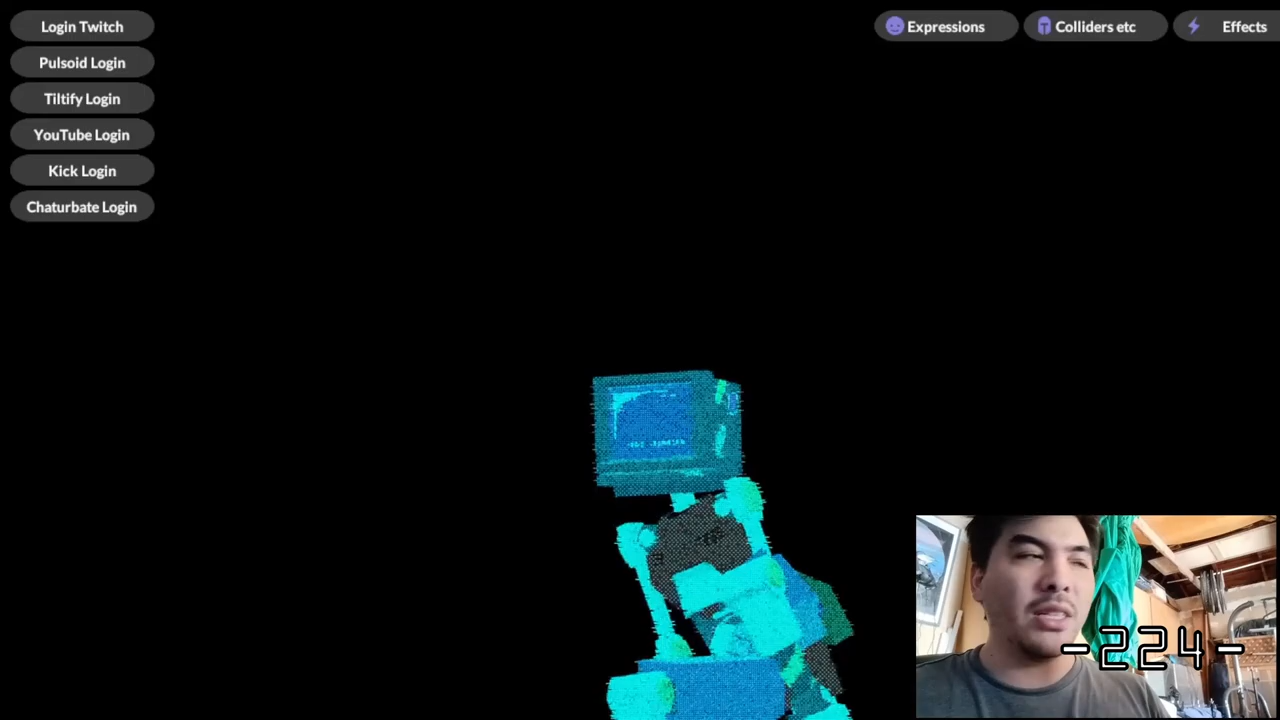 Login Twitch
Expressions
Colliders etc
Effects
Pulsoid Login
Tiltify Login
YouTube Login
Kick Login
Chaturbate Login
-224-